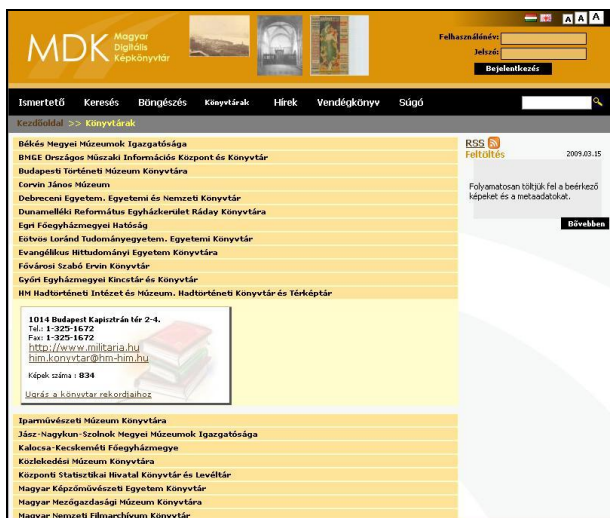 MDK Magyar
Digitális
Képkönyvtár
A A A
Felhasználónév:
Jelszó:
Bejelentkezés
Ismertető Keresés Böngészés Könyvtárak Hírek Vendégkönyv Súgó
Kezdőoldal >> Könyvtárak
Békés Megyei Múzeumok Igazgatósága
BMGE Országos Műszaki Információs Központ és Könyvtár
Budapesti Történeti Múzeum Könyvtára
Corvin János Múzeum
Debreceni Egyetem. Egyetemi és Nemzeti Könyvtár
Dunamelléki Református Egyházkerület Ráday Könyvtára
Egri Főegyházmegyei Hatóság
Eötvös Loránd Tudományegyetem. Egyetemi Könyvtár
Evangélikus Hittudományi Egyetem Könyvtára
Fővárosi Szabó Ervin Könyvtár
Győri Egyházmegyei Kincstár és Könyvtár
HM Hadtörténeti Intézet és Múzeum. Hadtörténeti Könyvtár és Térképtár
1014 Budapest Kapisztrán tér 2-4.
Tel.: 1-325-1672
Fax: 1-325-1672
http://www.militaria.hu
him.konyvtar@hm-him.hu
Képek száma : 834
Ugrás a könyvtár rekordjaihoz
Iparművészeti Múzeum Könyvtára
Jász-Nagykun-Szolnok Megyei Múzeumok Igazgatósága
Kalocsa-Kecskeméti Főegyházmegye
Közlekedési Múzeum Könyvtára
Központi Statisztikai Hivatal Könyvtár és Levéltár
Magyar Képzőművészeti Egyetem Könyvtár
Magyar Mezőgazdasági Múzeum Könyvtára
Magyar Nemzeti Filmarchívum Könyvtár
RSS
Feltöltés 2009.03.15
Folyamatosan töltjük fel a beérkező
képeket és a metaadatokat.
Bővebben